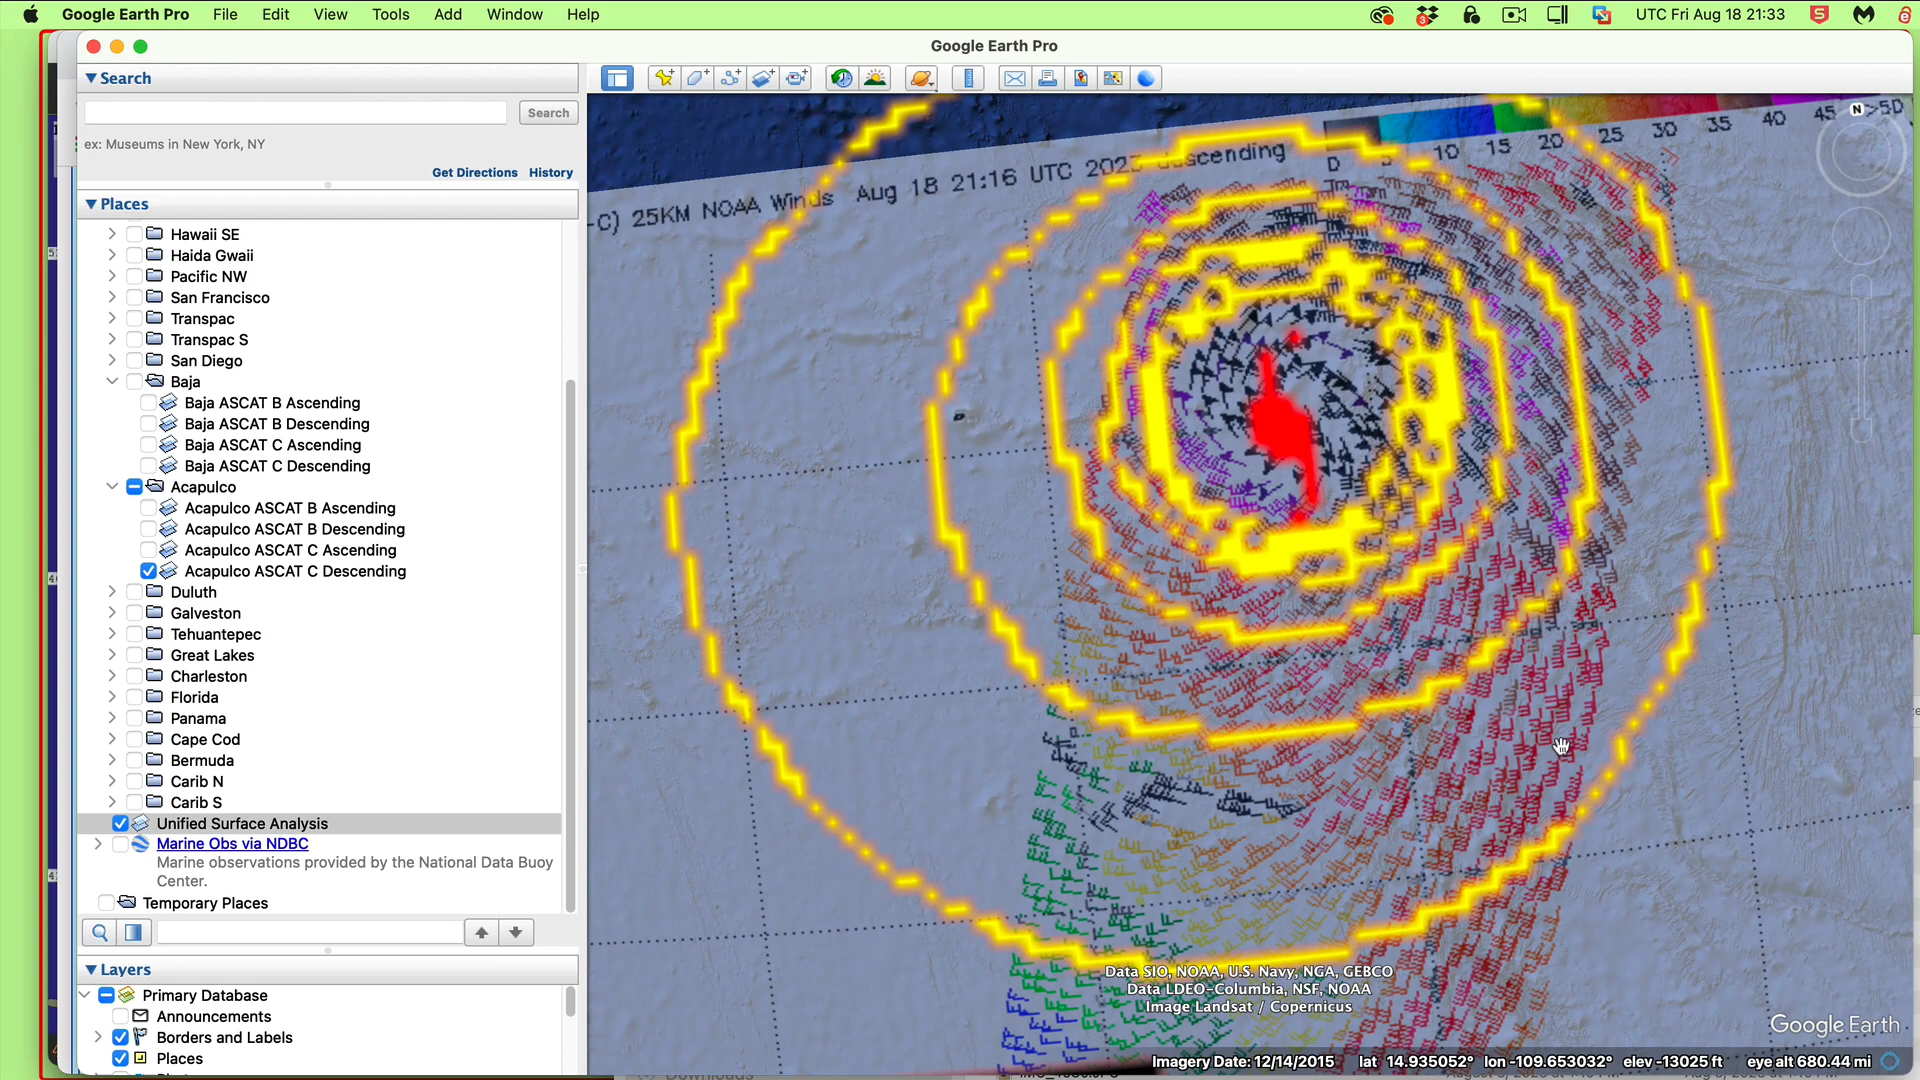 Google Earth Pro File Edit View Tools Add Window Help
3
UTC Fri Aug 18 21:33
Google Earth Pro
Search
Search
ex: Museums in New York, NY
Get Directions History
Places
Hawaii SE
Haida Gwaii
Pacific NW
San Francisco
Transpac
Transpac S
San Diego
Baja
Baja ASCAT B Ascending
Baja ASCAT B Descending
Baja ASCAT C Ascending
Baja ASCAT C Descending
Acapulco
Acapulco ASCAT B Ascending
Acapulco ASCAT B Descending
Acapulco ASCAT C Ascending
Acapulco ASCAT C Descending
Duluth
Galveston
Tehuantepec
Great Lakes
Charleston
Florida
Panama
Cape Cod
Bermuda
Carib N
Carib S
Unified Surface Analysis
Marine Obs via NDBC
Marine observations provided by the National Data Buoy
Center.
Temporary Places
Layers
Primary Database
Announcements
Borders and Labels
Places
-C) 25KM NOAA Winds Aug 18 21:16 UTC 2023 descending
0 5 10 15 20 25 30 35 40 45 >50
N
Data SIO, NOAA, U.S. Navy, NGA, GEBCO
Data LDEO-Columbia, NSF, NOAA
Image Landsat / Copernicus
Google Earth
Imagery Date: 12/14/2015 lat 14.935052° lon -109.653032° elev -13025 ft eye alt 680.44 mi